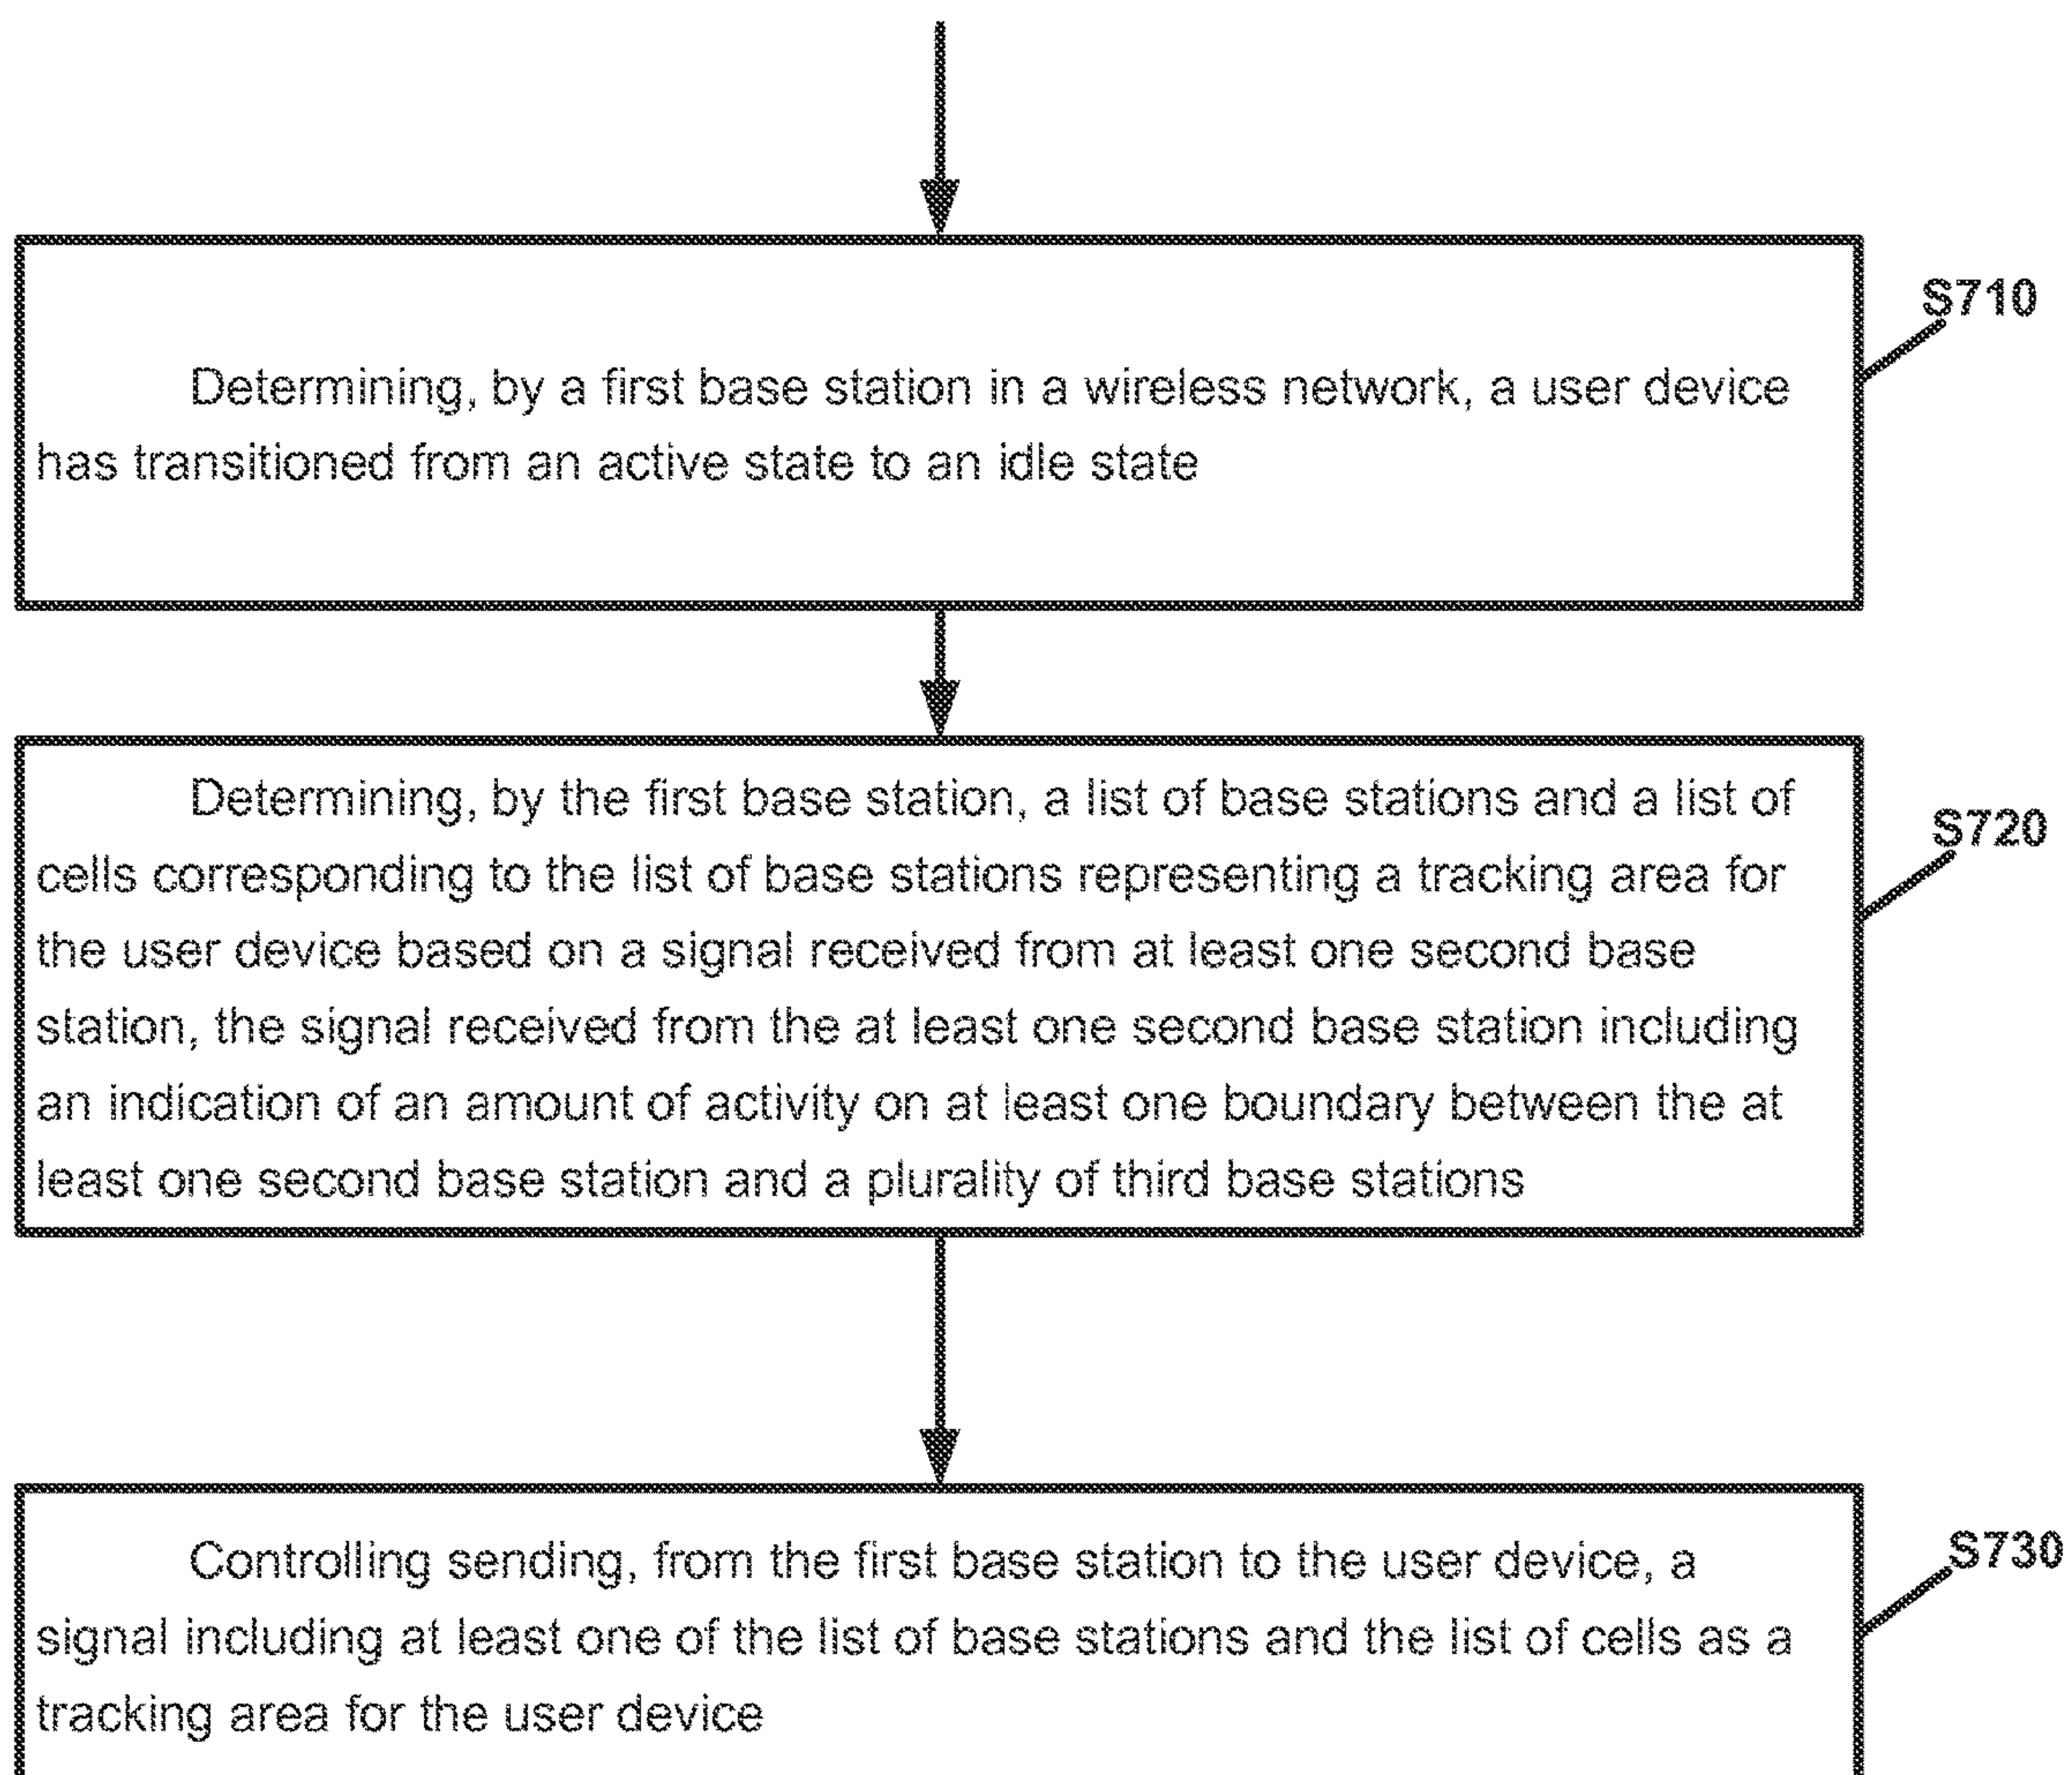 S710
Determining, by a first base station in a wireless network, a user device
has transitioned from an active state to an idle state
S720
Determining, by the first base station, a list of base stations and a list of
cells corresponding to the list of base stations representing a tracking area for
the user device based on a signal received from at least one second base
station, the signal received from the at least one second base station including
an indication of an amount of activity on at least one boundary between the at
least one second base station and a plurality of third base stations
S730
Controlling sending, from the first base station to the user device, a
signal including at least one of the list of base stations and the list of cells as a
tracking area for the user device